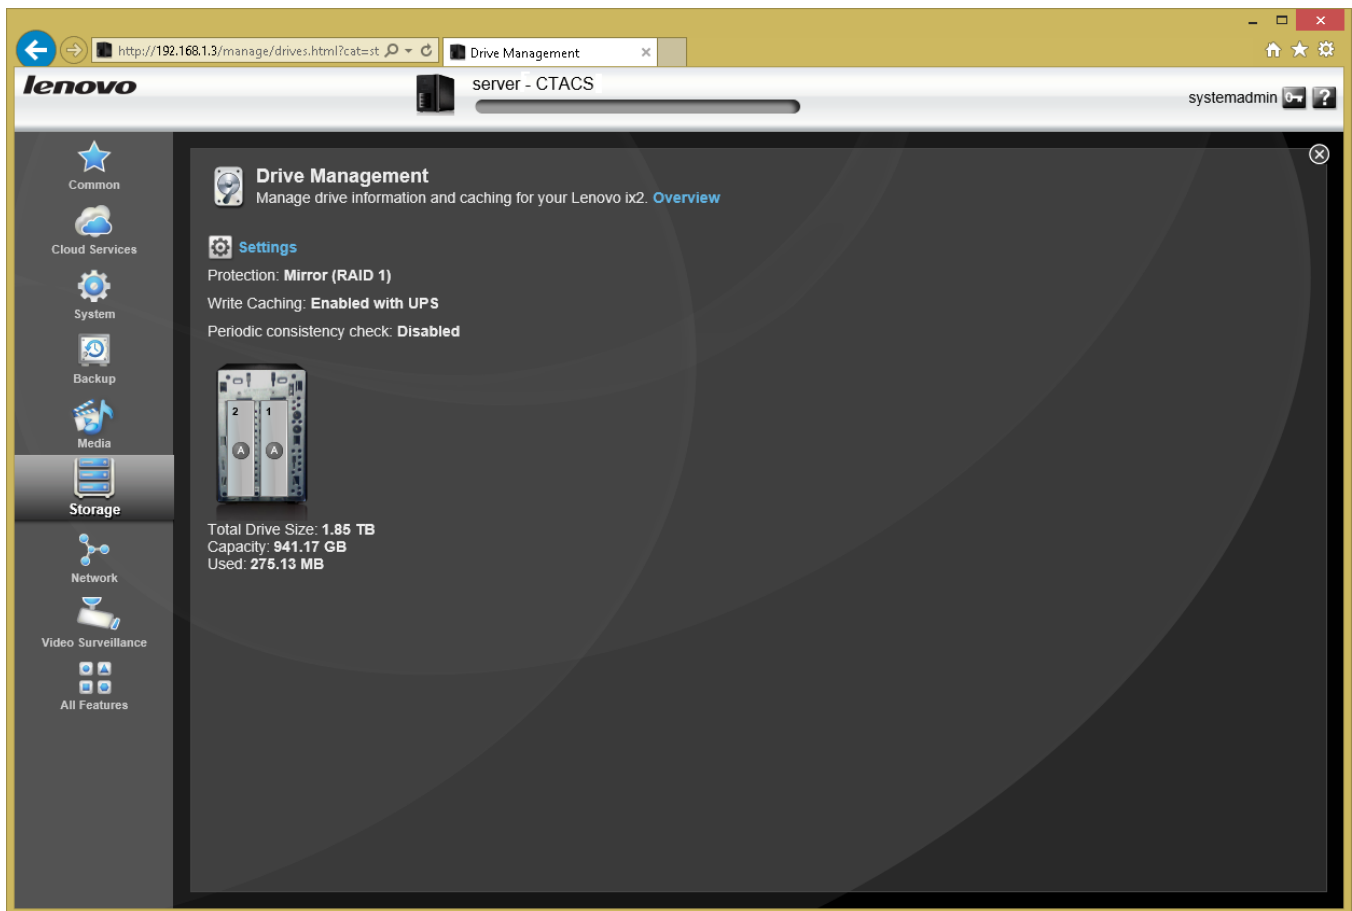 http://192.168.1.3/manage/drives.html?cat=st
Drive Management
lenovo
server - CTACS
systemadmin
?
Common
Cloud Services
System
Backup
Media
Storage
Network
Video Surveillance
All Features
Drive Management
Manage drive information and caching for your Lenovo ix2. Overview
Settings
Protection: Mirror (RAID 1)
Write Caching: Enabled with UPS
Periodic consistency check: Disabled
2 1
A A
Total Drive Size: 1.85 TB
Capacity: 941.17 GB
Used: 275.13 MB